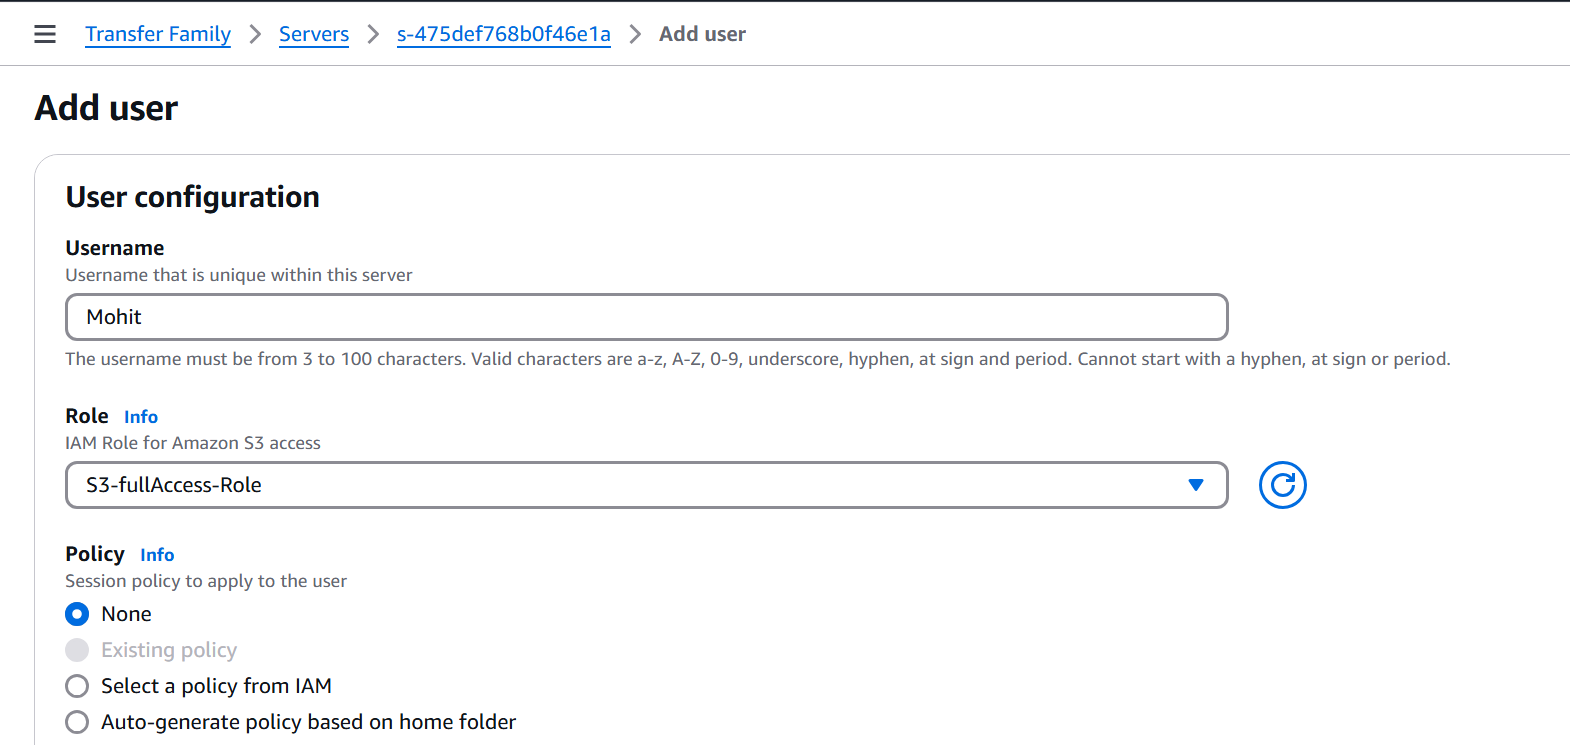 Transfer Family > Servers > s-475def768b0f46e1a > Add user
Add user
User configuration
Username
Username that is unique within this server
Mohit
The username must be from 3 to 100 characters. Valid characters are a-z, A-Z, 0-9, underscore, hyphen, at sign and period. Cannot start with a hyphen, at sign or period.
Role Info
IAM Role for Amazon S3 access
S3-fullAccess-Role
Policy Info
Session policy to apply to the user
None
Existing policy
Select a policy from IAM
Auto-generate policy based on home folder